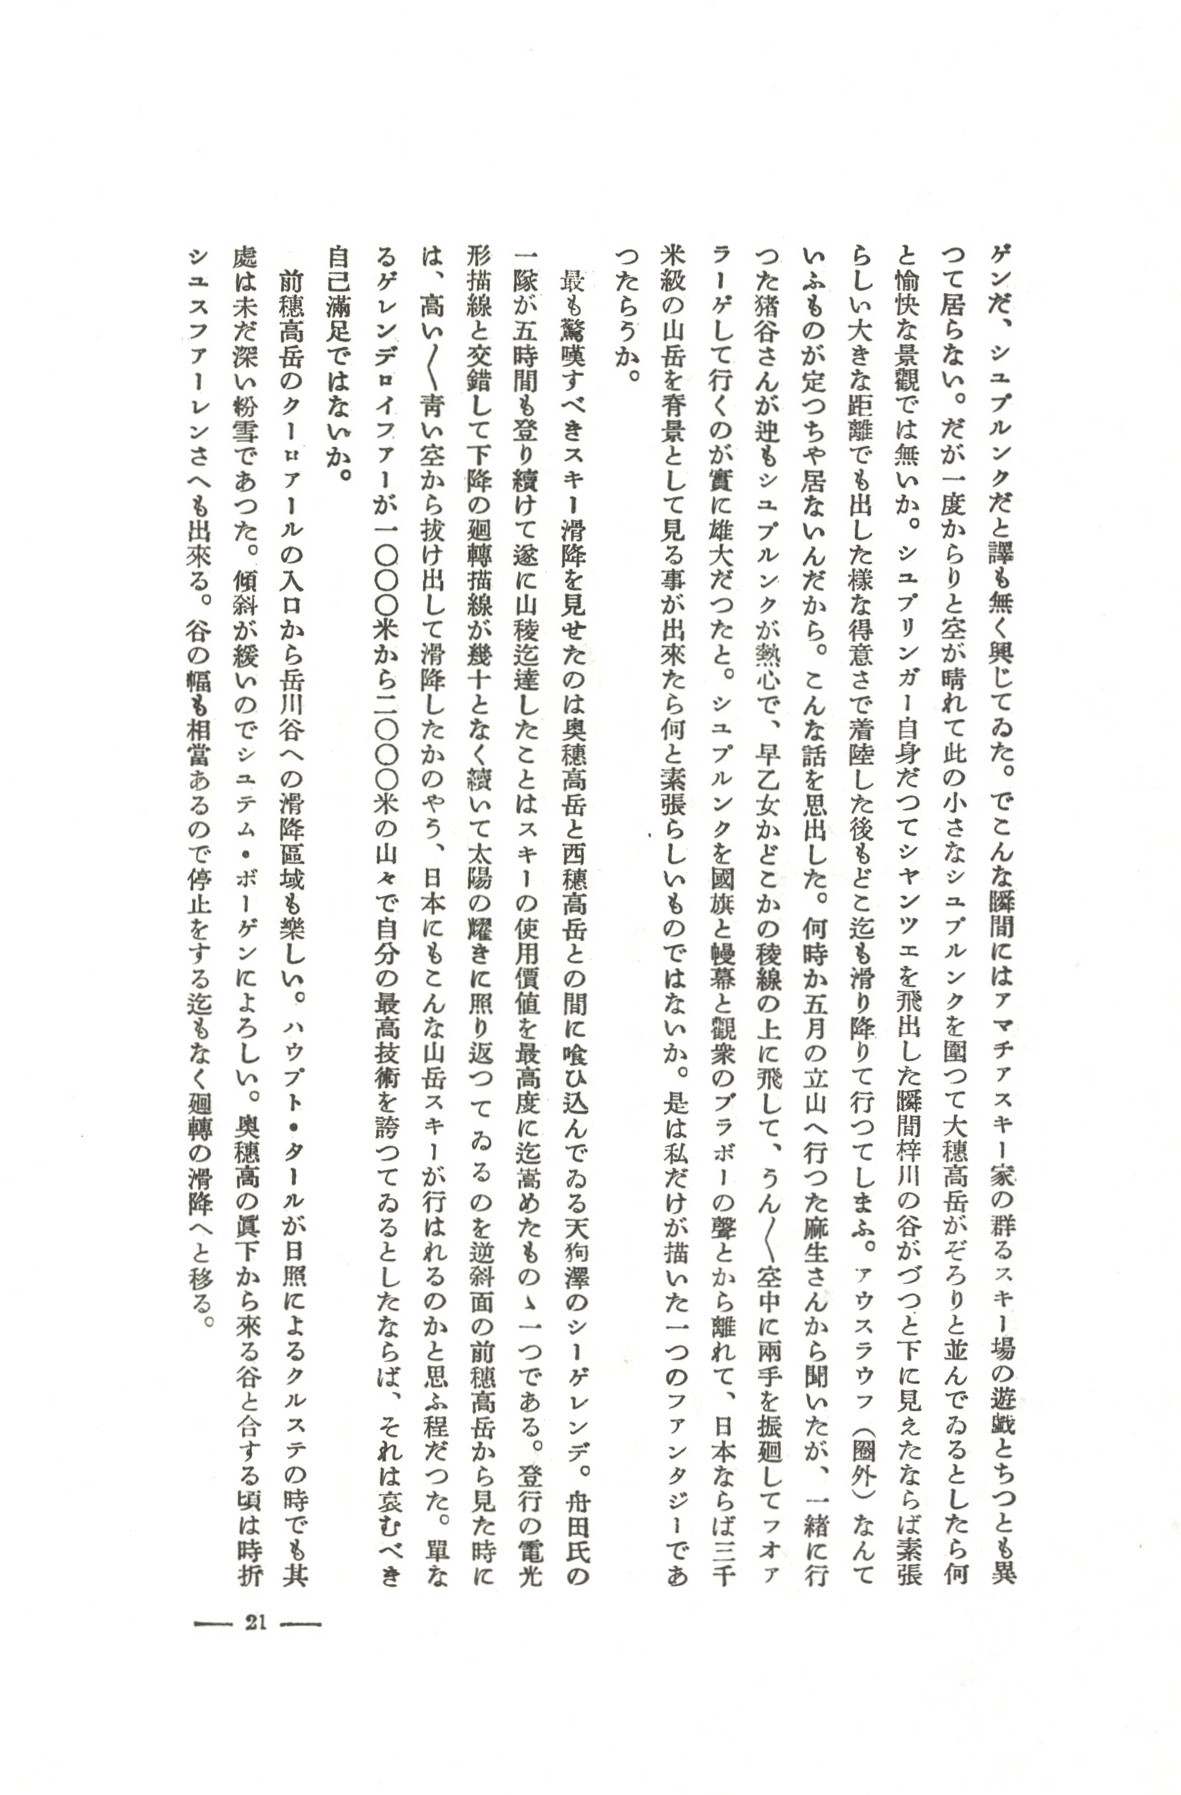 ゲンだ、シユプルンクだと譯も無く興じてゐた。でこんな瞬間にはアマチァスキー家の群るスキー場の遊戯とちつとも異
つて居らない。だが一度からりと空が晴れて此の小さなシユプルンクを圍つて大穗高岳がぞろりと並んでゐるとしたら何
と愉快な景觀では無いか。シユプリンガー自身だつてシヤンツエを飛出した瞬間梓川の谷がづつと下に見えたならば素張
らしい大きな距離でも出した樣な得意さで着陸した後もどこ迄も滑り降りて行つてしまふ。アウスラウフ（圈外）なんて
いふものが定つちや居ないんだから。こんな話を思出した。何時か五月の立山へ行つた麻生さんから聞いたが、一緒に行
つた猪谷さんが迚もシユプルンクが熱心で、早乙女かどこかの稜線の上に飛して、うん〱空中に兩手を振廻してフオァ
ラーゲして行くのが實に雄大だつたと。シユプルンクを國旗と幔幕と觀衆のブラボーの聲とから離れて、日本ならば三千
米級の山岳を脊景として見る事が出來たら何と素張らしいものではないか。是は私だけが描いた一つのファンタジーであ
つたらうか。
最も驚嘆すべきスキー滑降を見せたのは奥穗高岳と西穗高岳との間に喰ひ込んでゐる天狗澤のシーゲレンデ。舟田氏の
一隊が五時間も登り續けて遂に山稜迄達したことはスキーの使用價値を最高度に迄嵩めたものゝ一つである。登行の電光
形描線と交錯して下降の廻轉描線が幾十となく續いて太陽の耀きに照り返つてゐるのを逆斜面の前穗高岳から見た時に
は、高い〱靑い空から拔け出して滑降したかのやう、日本にもこんな山岳スキーが行はれるのかと思ふ程だつた。單な
るゲレンデロイファーが一〇〇〇米から二〇〇〇米の山々で自分の最高技術を誇つてゐるとしたならば、それは哀むべき
自己滿足ではないか。
前穗高岳のクーロアールの入口から岳川谷への滑降區域も樂しい。ハウプト・タールが日照によるクルステの時でも其
處は未だ深い粉雪であつた。傾斜が緩いのでシユテム・ボーゲンによろしい。奥穗高の眞下から來る谷と合する頃は時折
シユスファーレンさへも出來る。谷の幅も相當あるので停止をする迄もなく廻轉の滑降へと移る。
— 21 —